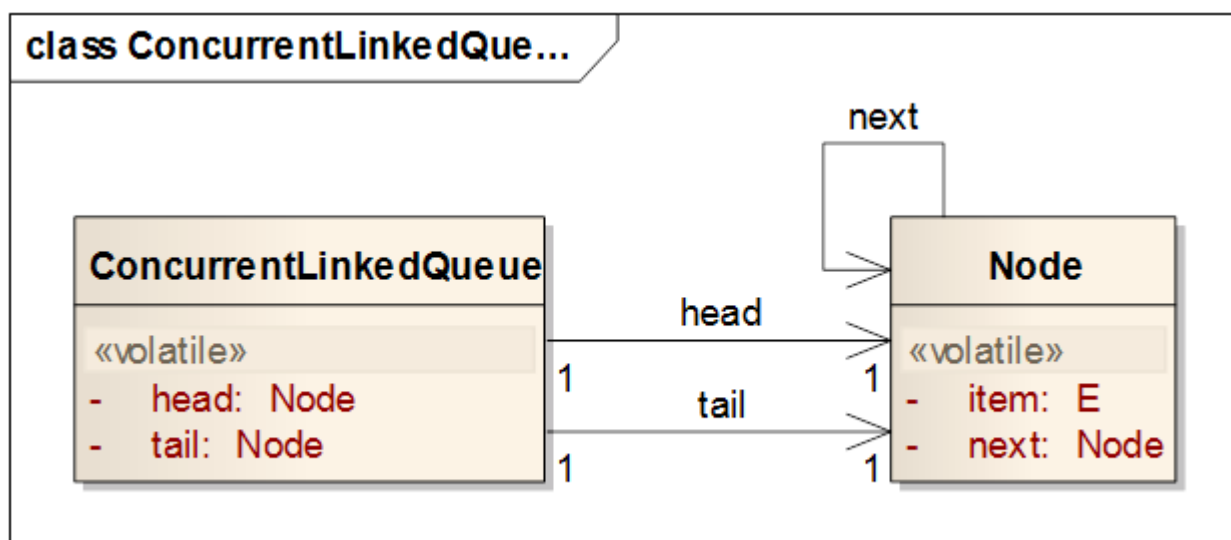 class ConcurrentLinkedQue...
next
ConcurrentLinkedQueue
Node
«volatile»
- head: Node
- tail: Node
head
1
1
tail
1
1
«volatile»
- item: E
- next: Node